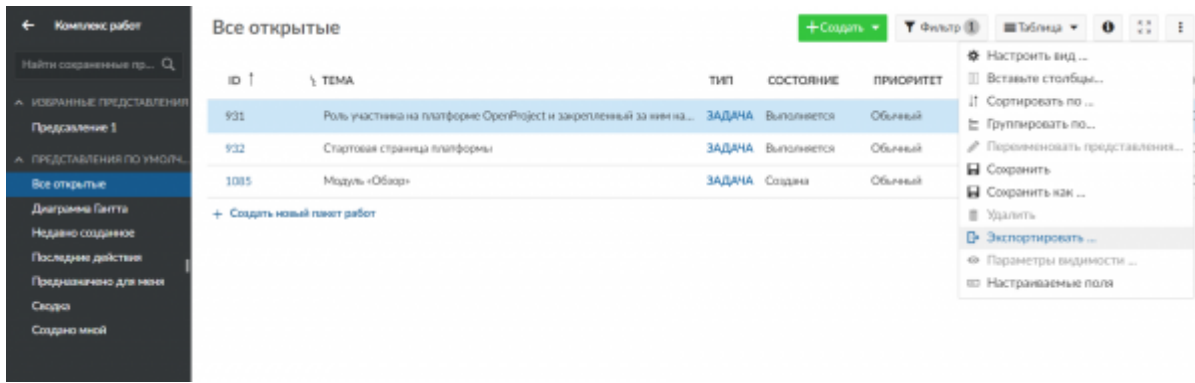 Комплекс работ
Все открытые
+ Создать
Фильтр 1
Таблица
Найти сохраненные пр...
Настроить вид ...
Вставьте столбцы...
Сортировать по ...
Группировать по...
Переименовать представления...
Сохранить
Сохранить как ...
Удалить
Экспортировать ...
Параметры видимости ...
Настраиваемые поля
ИЗБРАННЫЕ ПРЕДСТАВЛЕНИЯ
Предсавление 1
ПРЕДСТАВЛЕНИЯ ПО УМОЛЧ...
Все открытые
Диаграмма Гантта
Недавно созданное
Последние действия
Предназначено для меня
Сводка
Создано мной
ID ТЕМА ТИП СОСТОЯНИЕ ПРИОРИТЕТ
931 Роль участника на платформе OpenProject и закрепленный за ним на... ЗАДАЧА Выполняется Обычный
932 Стартовая страница платформы ЗАДАЧА Выполняется Обычный
1085 Модуль «Обзор» ЗАДАЧА Создана Обычный
+ Создать новый пакет работ